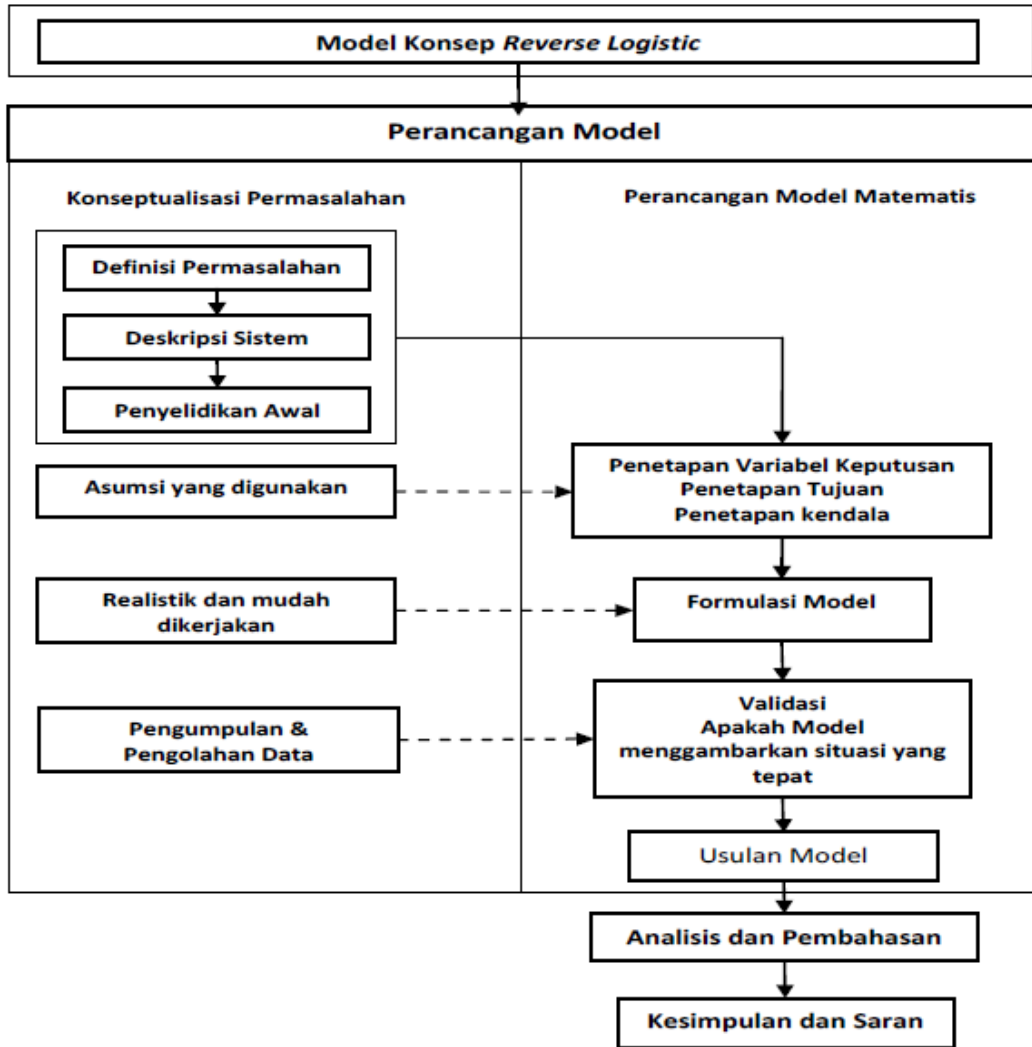 Model Konsep Reverse Logistic
Perancangan Model
Konseptualisasi Permasalahan
Definisi Permasalahan
Deskripsi Sistem
Penyelidikan Awal
Asumsi yang digunakan
Realistik dan mudah
dikerjakan
Pengumpulan &
Pengolahan Data
Perancangan Model Matematis
Penetapan Variabel Keputusan
Penetapan Tujuan
Penetapan kendala
Formulasi Model
Validasi
Apakah Model
menggambarkan situasi yang
tepat
Usulan Model
Analisis dan Pembahasan
Kesimpulan dan Saran